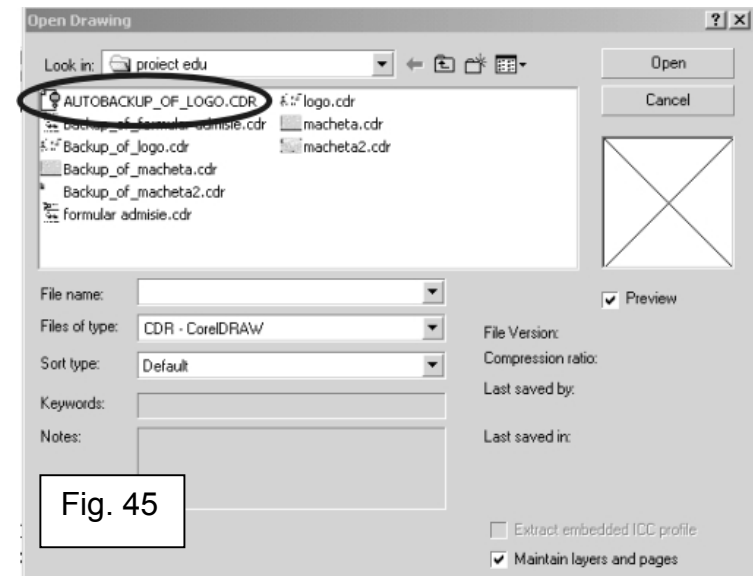 Open Drawing
Look in: proiect edu
Open
AUTOBACKUP_OF_LOGO.CDR
logo.cdr
Cancel
Backup_of_formular admisie.cdr
macheta.cdr
Backup_of_logo.cdr
macheta2.cdr
Backup_of_macheta.cdr
Backup_of_macheta2.cdr
formular admisie.cdr
File name:
Preview
Files of type: CDR - CorelDRAW
File Version:
Sort type: Default
Compression ratio:
Last saved by:
Keywords:
Notes:
Last saved in:
Fig. 45
Extract embedded ICC profile
Maintain layers and pages